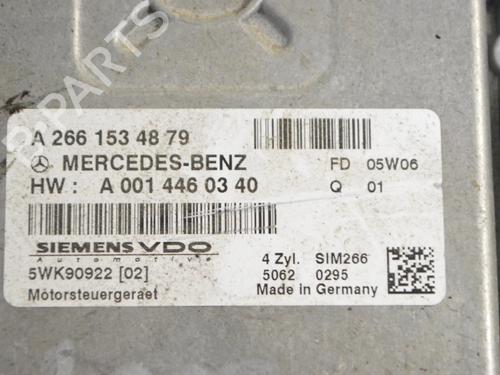 A 266 153 48 79
MERCEDES-BENZ FD 05W06
HW : A 001 446 03 40 Q 01
SIEMENS VDO
Automotive
4 Zyl. SIM266
5WK90922 [02] 5062 0295
Motorsteuergeraet Made in Germany
B PARTS